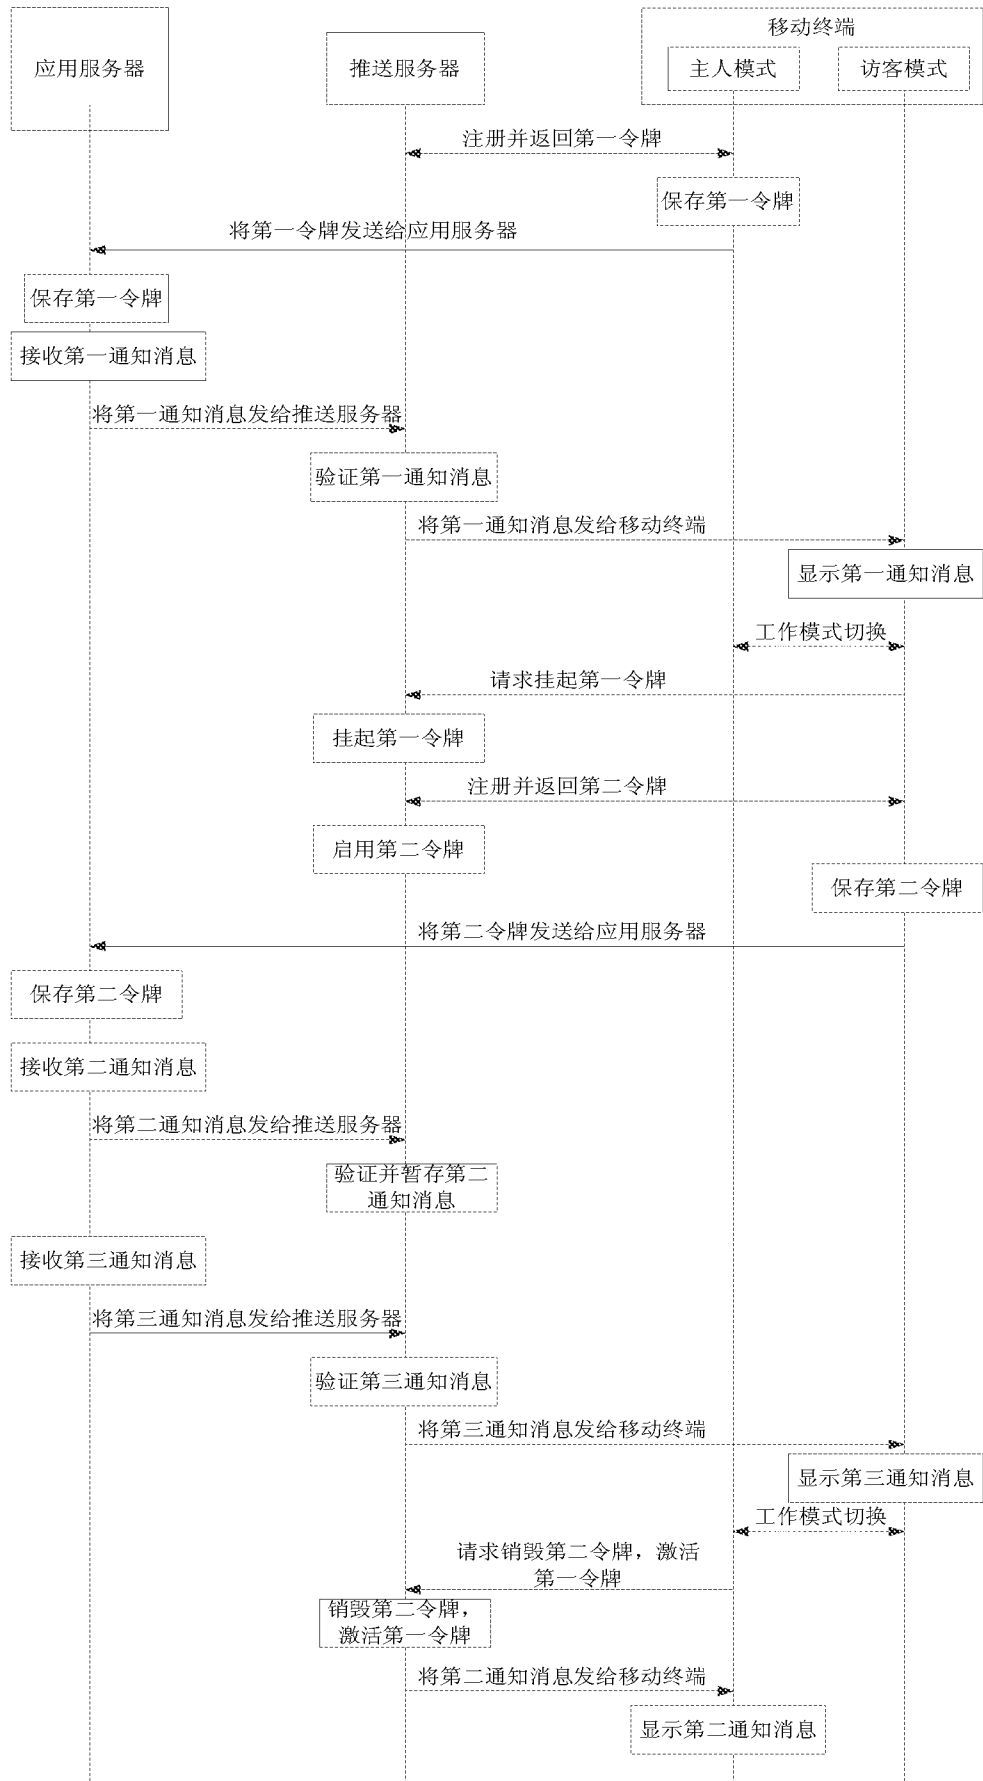 移动终端
应用服务器
推送服务器
主人模式
访客模式
注册并返回第一令牌
保存第一令牌
将第一令牌发送给应用服务器
保存第一令牌
接收第一通知消息
将第一通知消息发给推送服务器
验证第一通知消息
将第一通知消息发给移动终端
显示第一通知消息
工作模式切换
请求挂起第一令牌
挂起第一令牌
注册并返回第二令牌
启用第二令牌
保存第二令牌
将第二令牌发送给应用服务器
保存第二令牌
接收第二通知消息
将第二通知消息发给推送服务器
验证并暂存第二
通知消息
接收第三通知消息
将第三通知消息发给推送服务器
验证第三通知消息
将第三通知消息发给移动终端
显示第三通知消息
工作模式切换
请求销毁第二令牌，激活
第一令牌
销毁第二令牌，
激活第一令牌
将第二通知消息发给移动终端
显示第二通知消息